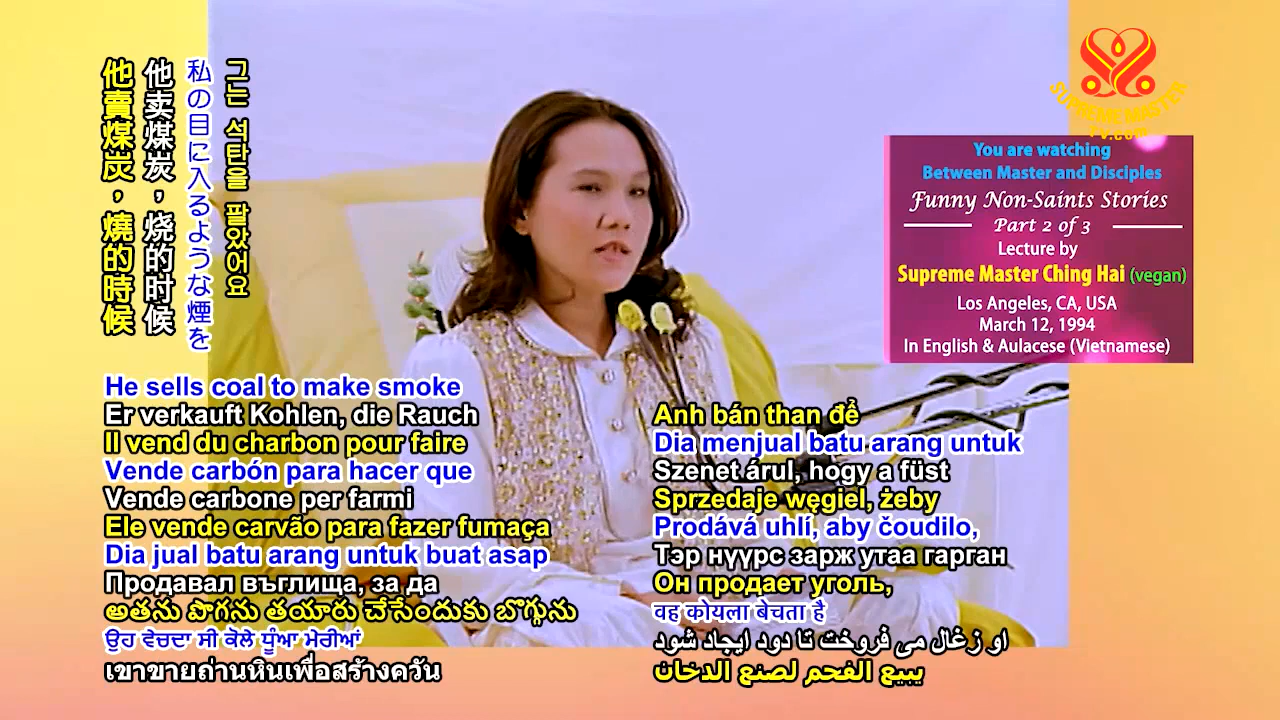 그는 석탄을 팔았어요
私の目に入るような煙を
他卖煤炭，烧的时候
他賣煤炭，燒的時候
SUPREME MASTER
TV.com
You are watching
Between Master and Disciples
Funny Non-Saints Stories
Part 2 of 3
Lecture by
Supreme Master Ching Hai (vegan)
Los Angeles, CA, USA
March 12, 1994
In English & Aulacese (Vietnamese)
He sells coal to make smoke
Er verkauft Kohlen, die Rauch
Il vend du charbon pour faire
Vende carbón para hacer que
Vende carbone per farmi
Ele vende carvão para fazer fumaça
Dia jual batu arang untuk buat asap
Продавал въглища, за да
అతను పొగను తయారు చేసేందుకు బొగ్గును
ਉਹ ਵੇਚਦਾ ਸੀ ਕੋਲੇ ਧੂੰਆ ਮੇਰੀਆਂ
เขาขายถ่านหินเพื่อสร้างควัน
Anh bán than để
Dia menjual batu arang untuk
Szenet árul, hogy a füst
Sprzedaje węgiel, żeby
Prodává uhlí, aby čoudilo,
Тэр нүүрс зарж утаа гарган
Он продает уголь,
वह कोयला बेचता है
او زغال می فروخت تا دود ایجاد شود
يبيع الفحم لصنع الدخان